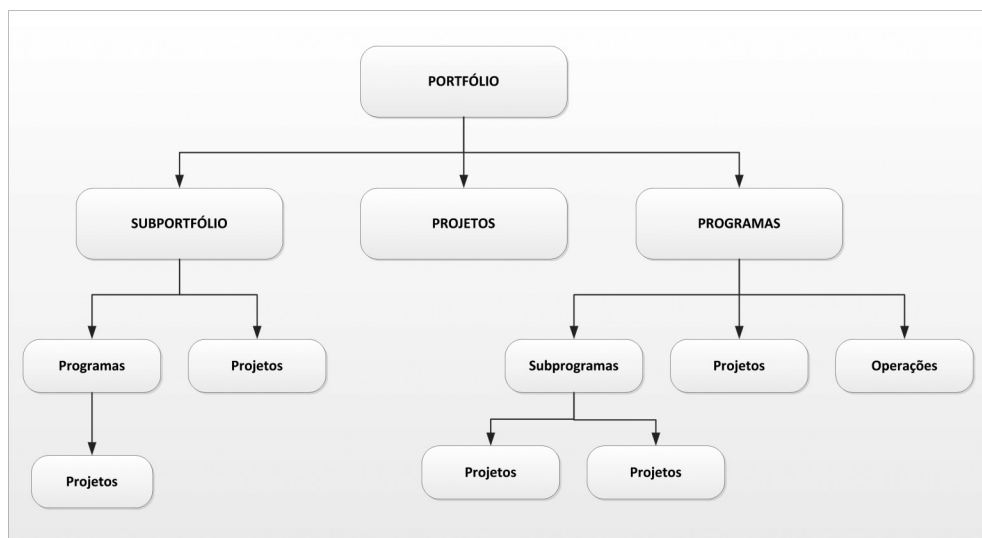 PORTFÓLIO
SUBPORTFÓLIO
PROJETOS
PROGRAMAS
Programas
Projetos
Subprogramas
Projetos
Operações
Projetos
Projetos
Projetos